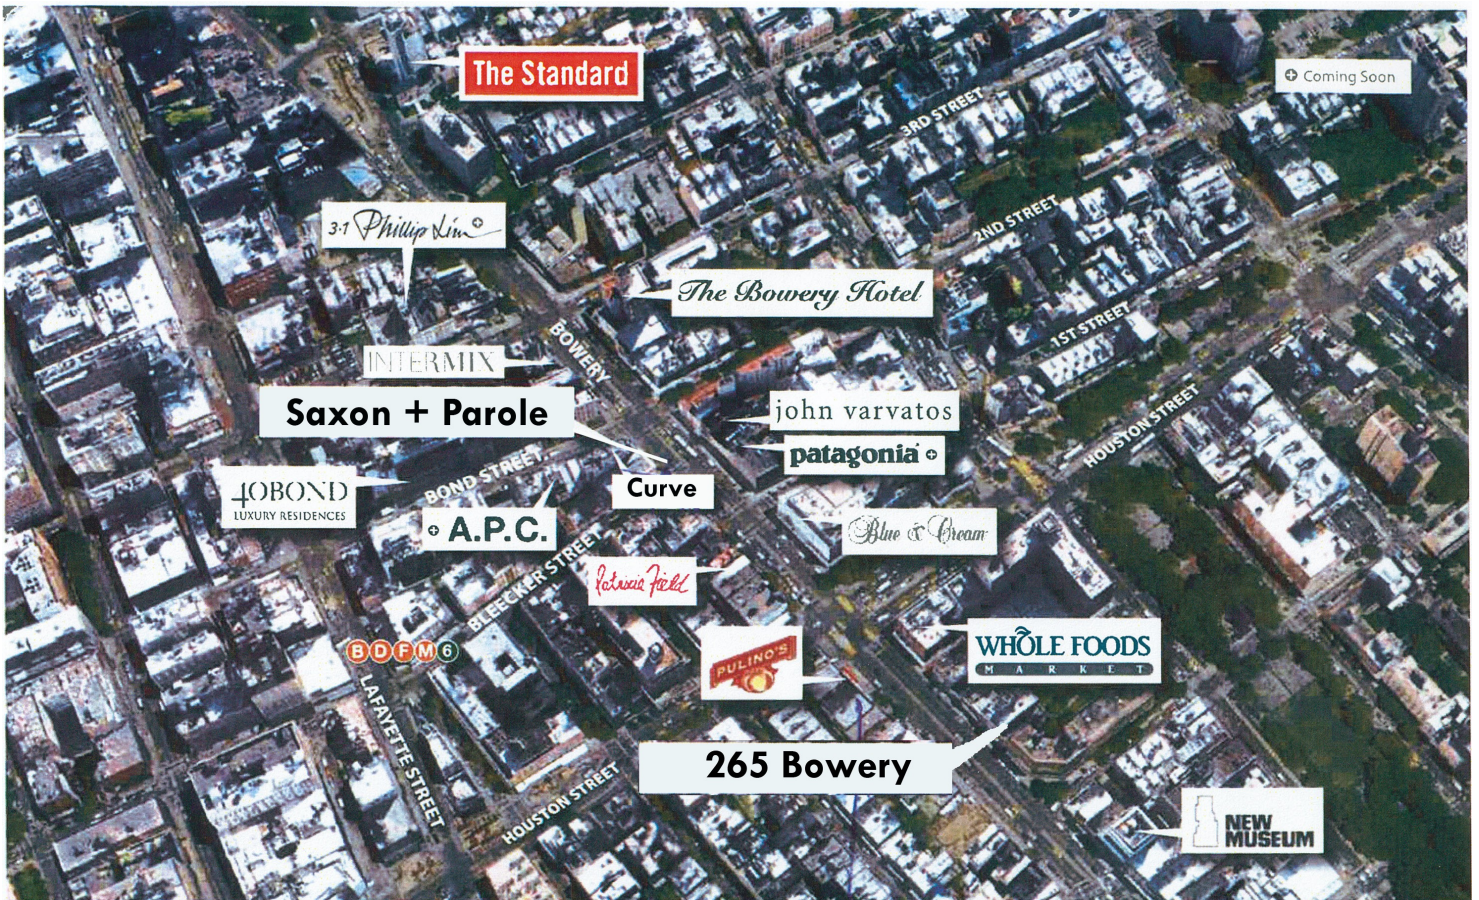 The Standard
⊕ Coming Soon
3RD STREET
3·1 Phillip Lim ⊕
2ND STREET
The Bowery Hotel
1ST STREET
BOWERY
INTERMIX
Saxon + Parole
john varvatos
HOUSTON STREET
patagonia ⊕
BOND STREET
40BOND
LUXURY RESIDENCES
Curve
⊕ A.P.C.
Blue & Cream
BLEECKER STREET
Patricia Field
B D F M 6
PULINO'S
WHOLE FOODS
MARKET
LAFAYETTE STREET
265 Bowery
HOUSTON STREET
NEW
MUSEUM